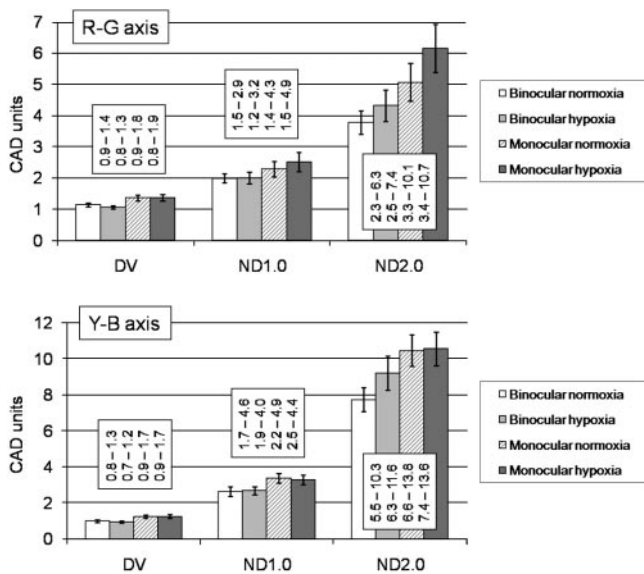 R-G axis
CAD units
7
6
5
4
3
2
1
0
0.9 – 1.4
0.8 – 1.3
0.9 – 1.8
0.8 – 1.9
1.5 – 2.9
1.2 – 3.2
1.4 – 4.3
1.5 – 4.9
2.3 – 6.3
2.5 – 7.4
3.3 – 10.1
3.4 – 10.7
DV
ND1.0
ND2.0
Binocular normoxia
Binocular hypoxia
Monocular normoxia
Monocular hypoxia
Y-B axis
CAD units
12
10
8
6
4
2
0
0.8 – 1.3
0.7 – 1.2
0.9 – 1.7
0.9 – 1.7
1.7 – 4.6
1.9 – 4.0
2.2 – 4.9
2.5 – 4.4
5.5 – 10.3
6.3 – 11.6
6.6 – 13.8
7.4 – 13.6
DV
ND1.0
ND2.0
Binocular normoxia
Binocular hypoxia
Monocular normoxia
Monocular hypoxia